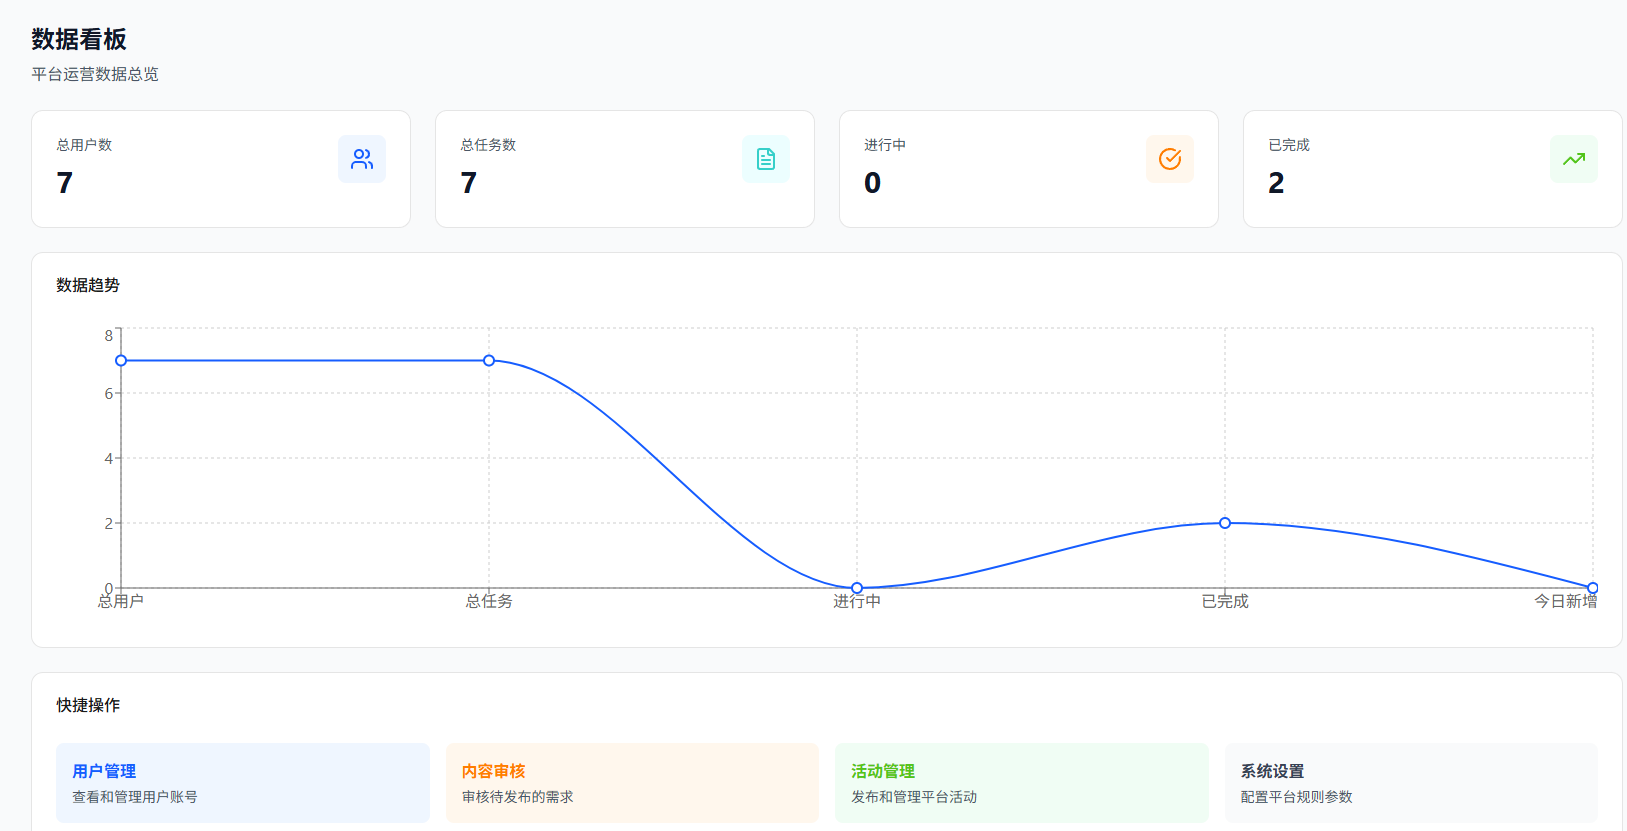 数据看板
平台运营数据总览
总用户数
7
总任务数
7
进行中
0
已完成
2
数据趋势
8
6
4
2
0
总用户
总任务
进行中
已完成
今日新增
快捷操作
用户管理
查看和管理用户账号
内容审核
审核待发布的需求
活动管理
发布和管理平台活动
系统设置
配置平台规则参数